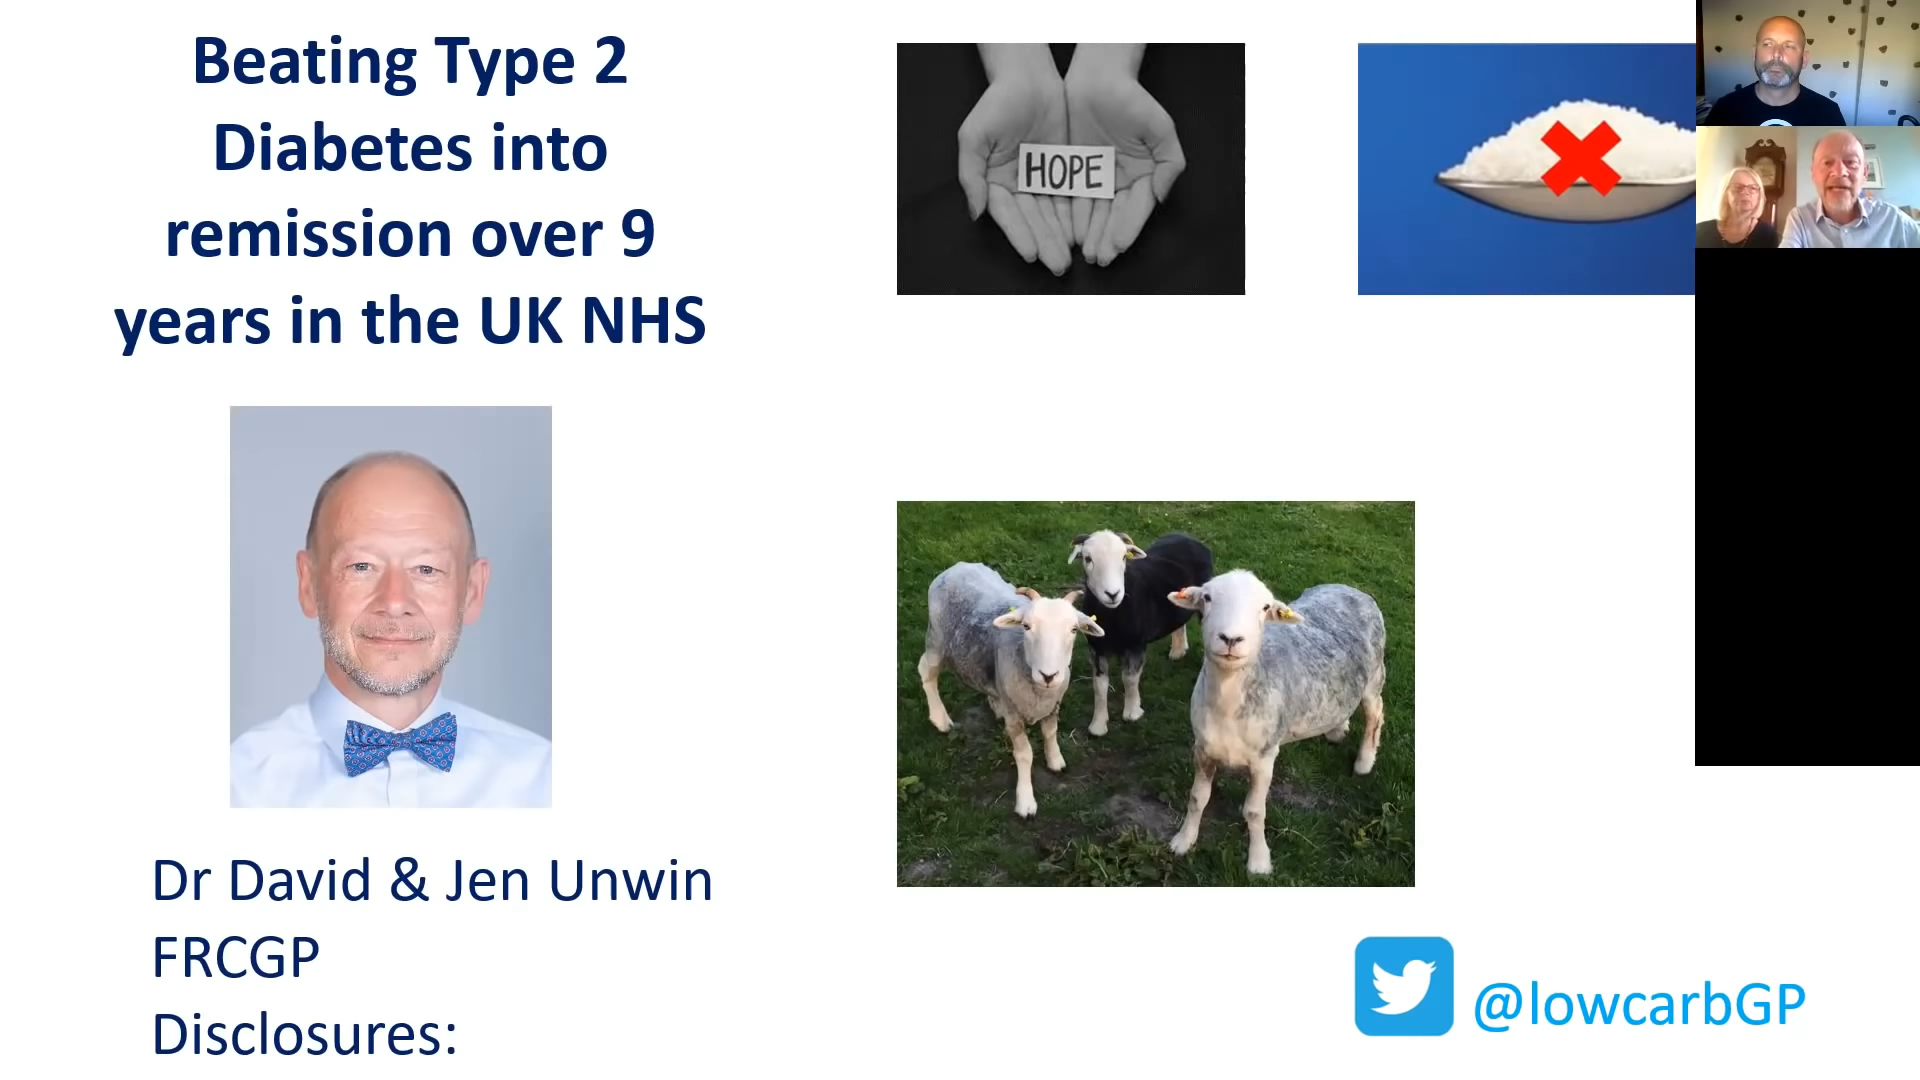 Beating Type 2
Diabetes into
remission over 9
years in the UK NHS
HOPE
Dr David & Jen Unwin
FRCGP
Disclosures:
@lowcarbGP